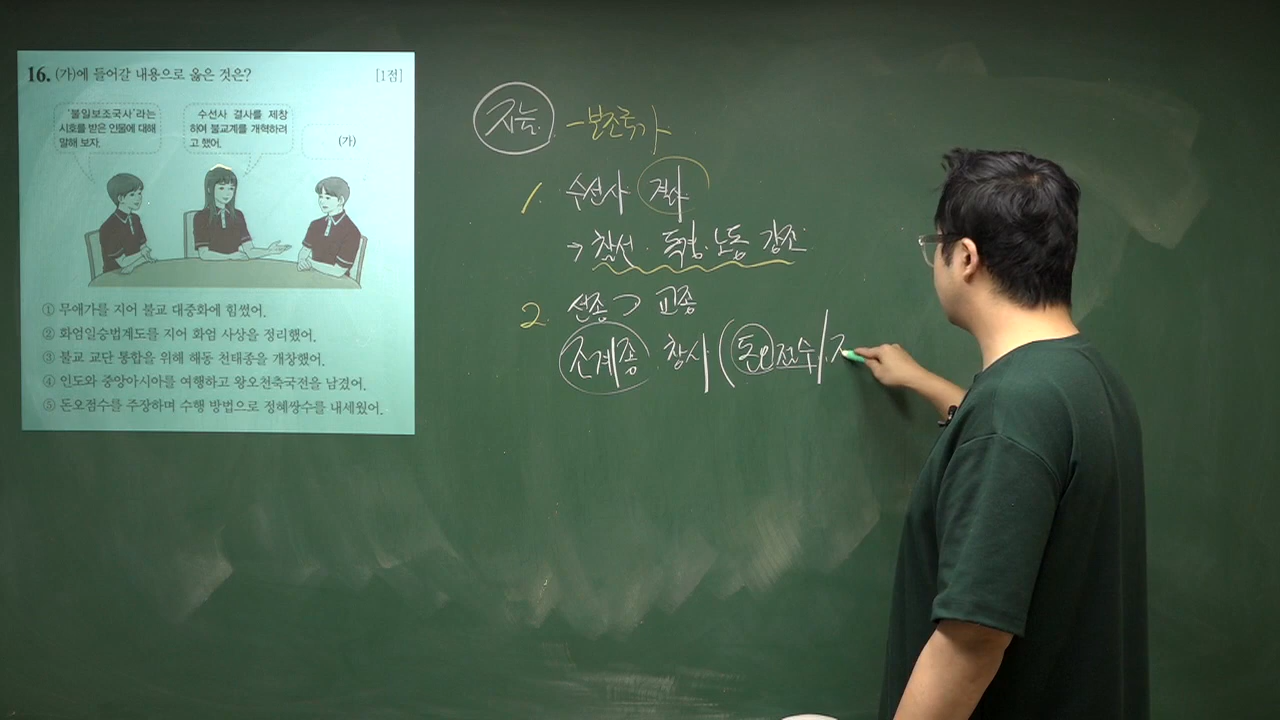 16. (가)에 들어갈 내용으로 옳은 것은? [1점]
'불일보조국사'라는
시호를 받은 인물에 대해
말해 보자.
수선사 결사를 제창
하여 불교계를 개혁하려
고 했어.
(가)
① 무애가를 지어 불교 대중화에 힘썼어.
② 화엄일승법계도를 지어 화엄 사상을 정리했어.
③ 불교 교단 통합을 위해 해동 천태종을 개창했어.
④ 인도와 중앙아시아를 여행하고 왕오천축국전을 남겼어.
⑤ 돈오점수를 주장하며 수행 방법으로 정혜쌍수를 내세웠어.
지눌 - 보조국사
1. 수선사 결사
→ 참선·독경·노동 강조
2. 선종 > 교종
조계종 창시 (돈오점수,